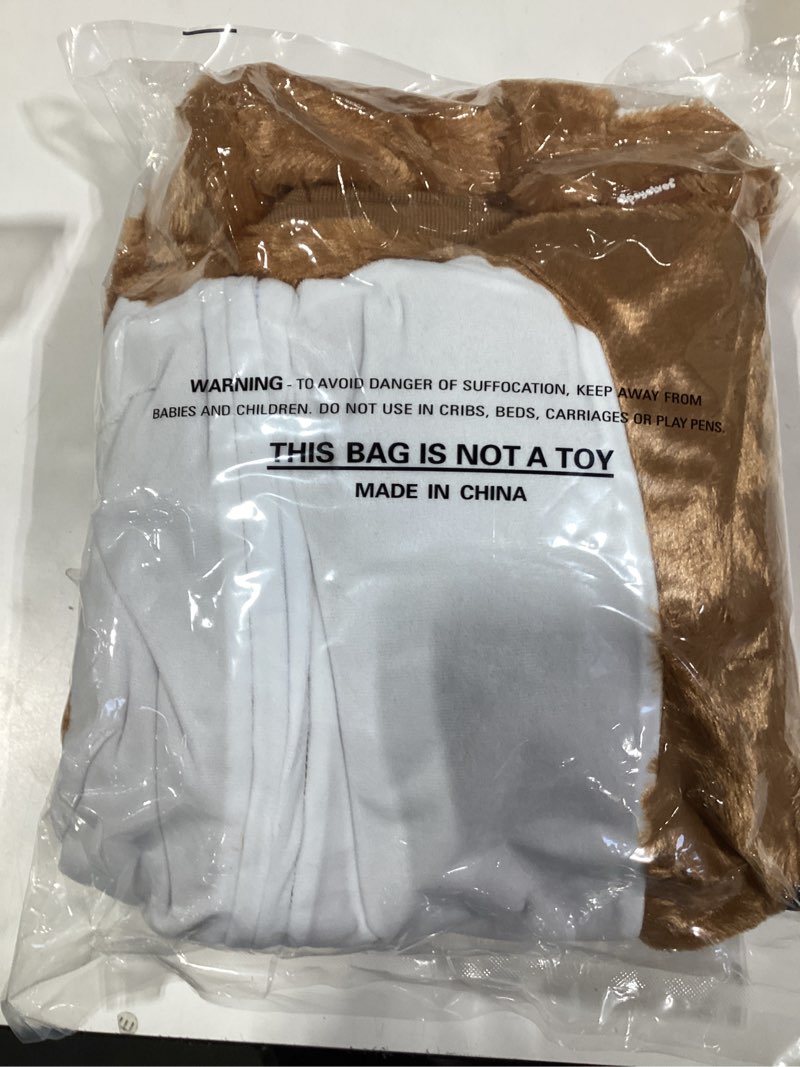 WARNING - TO AVOID DANGER OF SUFFOCATION, KEEP AWAY FROM
BABIES AND CHILDREN. DO NOT USE IN CRIBS, BEDS, CARRIAGES OR PLAY PENS.
THIS BAG IS NOT A TOY
MADE IN CHINA